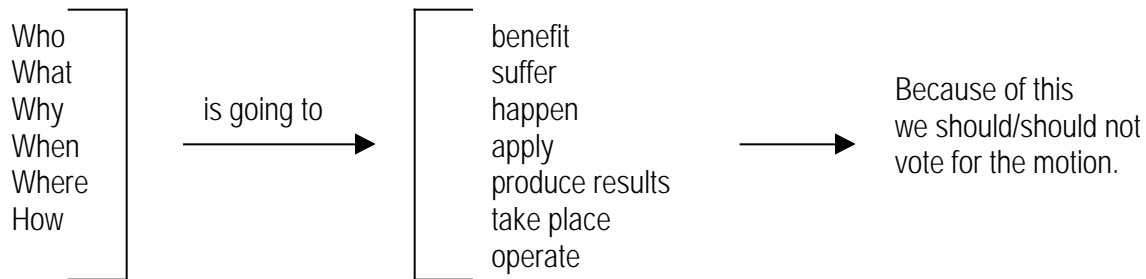 Who
What
Why
When
Where
How
is going to
benefit
suffer
happen
apply
produce results
take place
operate
Because of this
we should/should not
vote for the motion.